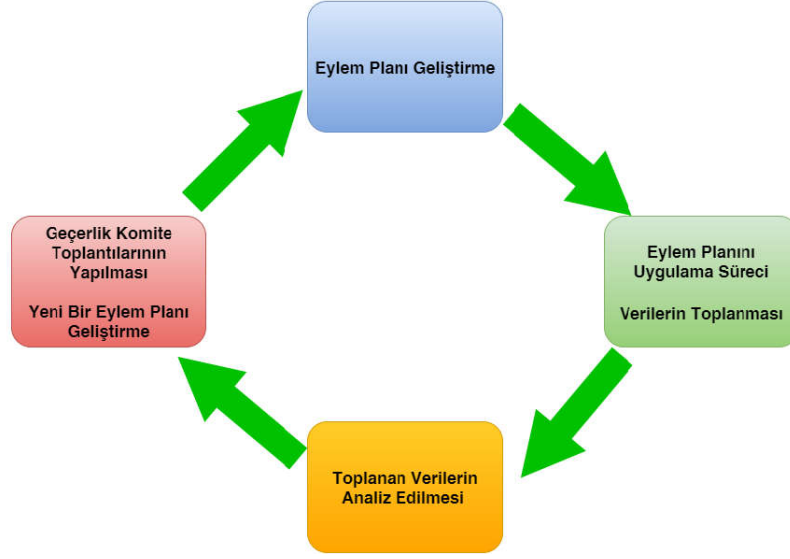 Eylem Planı Geliştirme
Eylem Planını
Uygulama Süreci
Verilerin Toplanması
Toplanan Verilerin
Analiz Edilmesi
Geçerlik Komite
Toplantılarının
Yapılması
Yeni Bir Eylem Planı
Geliştirme